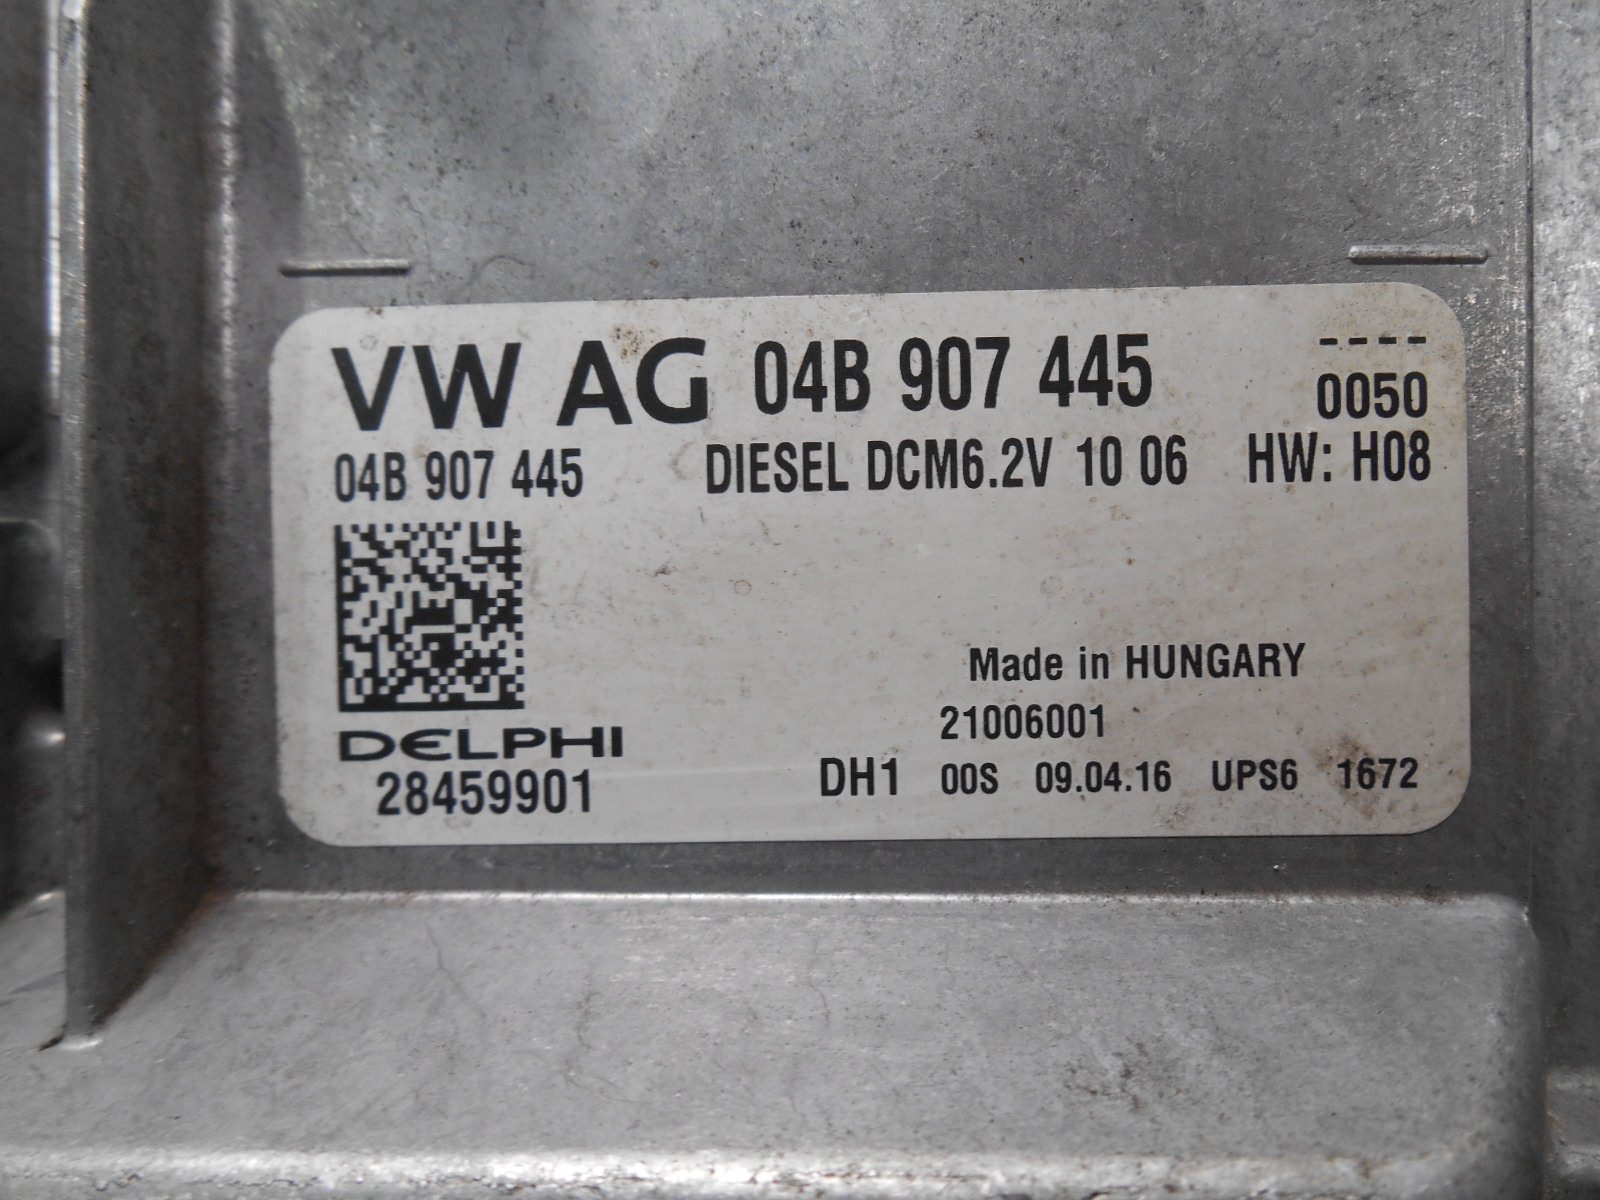 VW AG 04B 907 445 ----
0050
04B 907 445 DIESEL DCM6.2V 10 06 HW: H08
Made in HUNGARY
21006001
DELPHI
28459901
DH1 00S 09.04.16 UPS6 1672